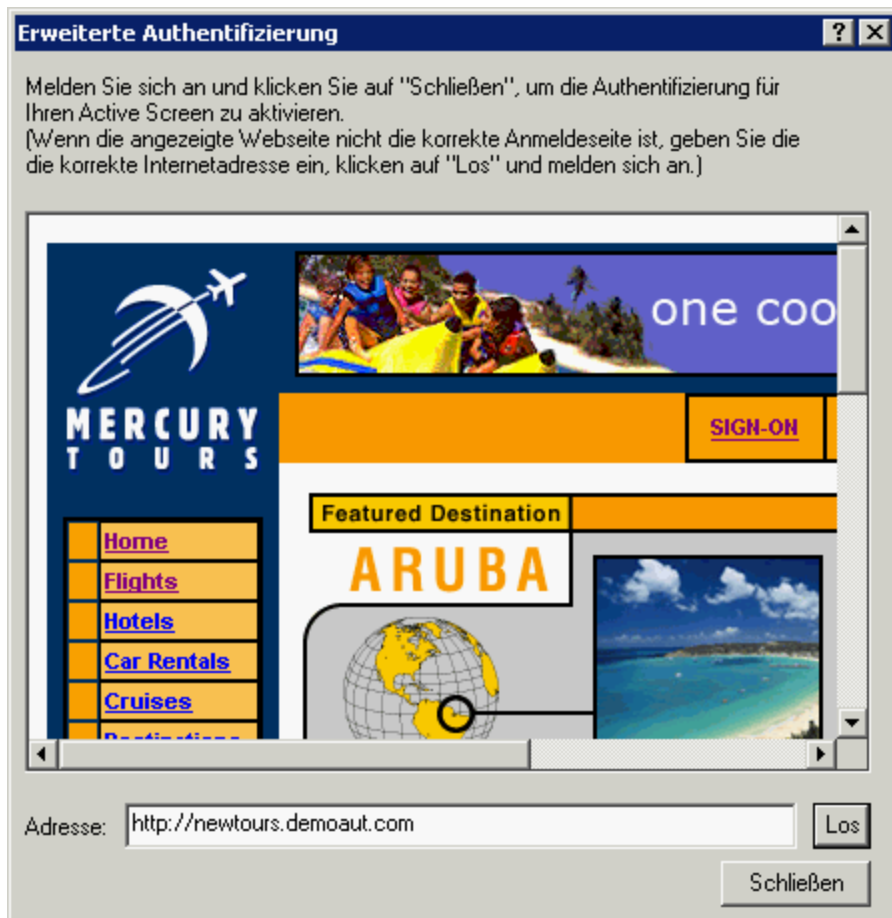 Erweiterte Authentifizierung
Melden Sie sich an und klicken Sie auf "Schließen", um die Authentifizierung für
Ihren Active Screen zu aktivieren.
(Wenn die angezeigte Webseite nicht die korrekte Anmeldeseite ist, geben Sie die
die korrekte Internetadresse ein, klicken auf "Los" und melden sich an.)
one coo
MERCURY
TOURS
SIGN-ON
Featured Destination
ARUBA
Home
Flights
Hotels
Car Rentals
Cruises
Destinations
Adresse:
http://newtours.demoaut.com
Los
Schließen